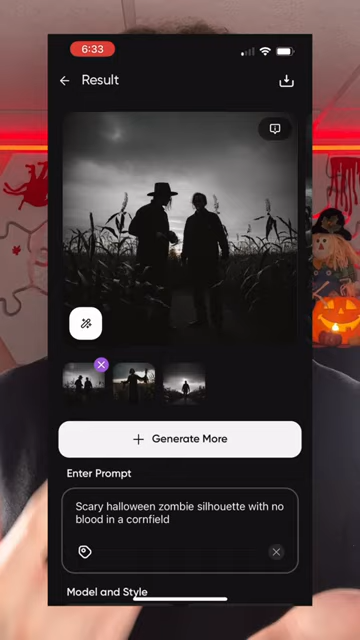 6:33
Result
Generate More
Enter Prompt
Scary halloween zombie silhouette with no
blood in a cornfield
Model and Style